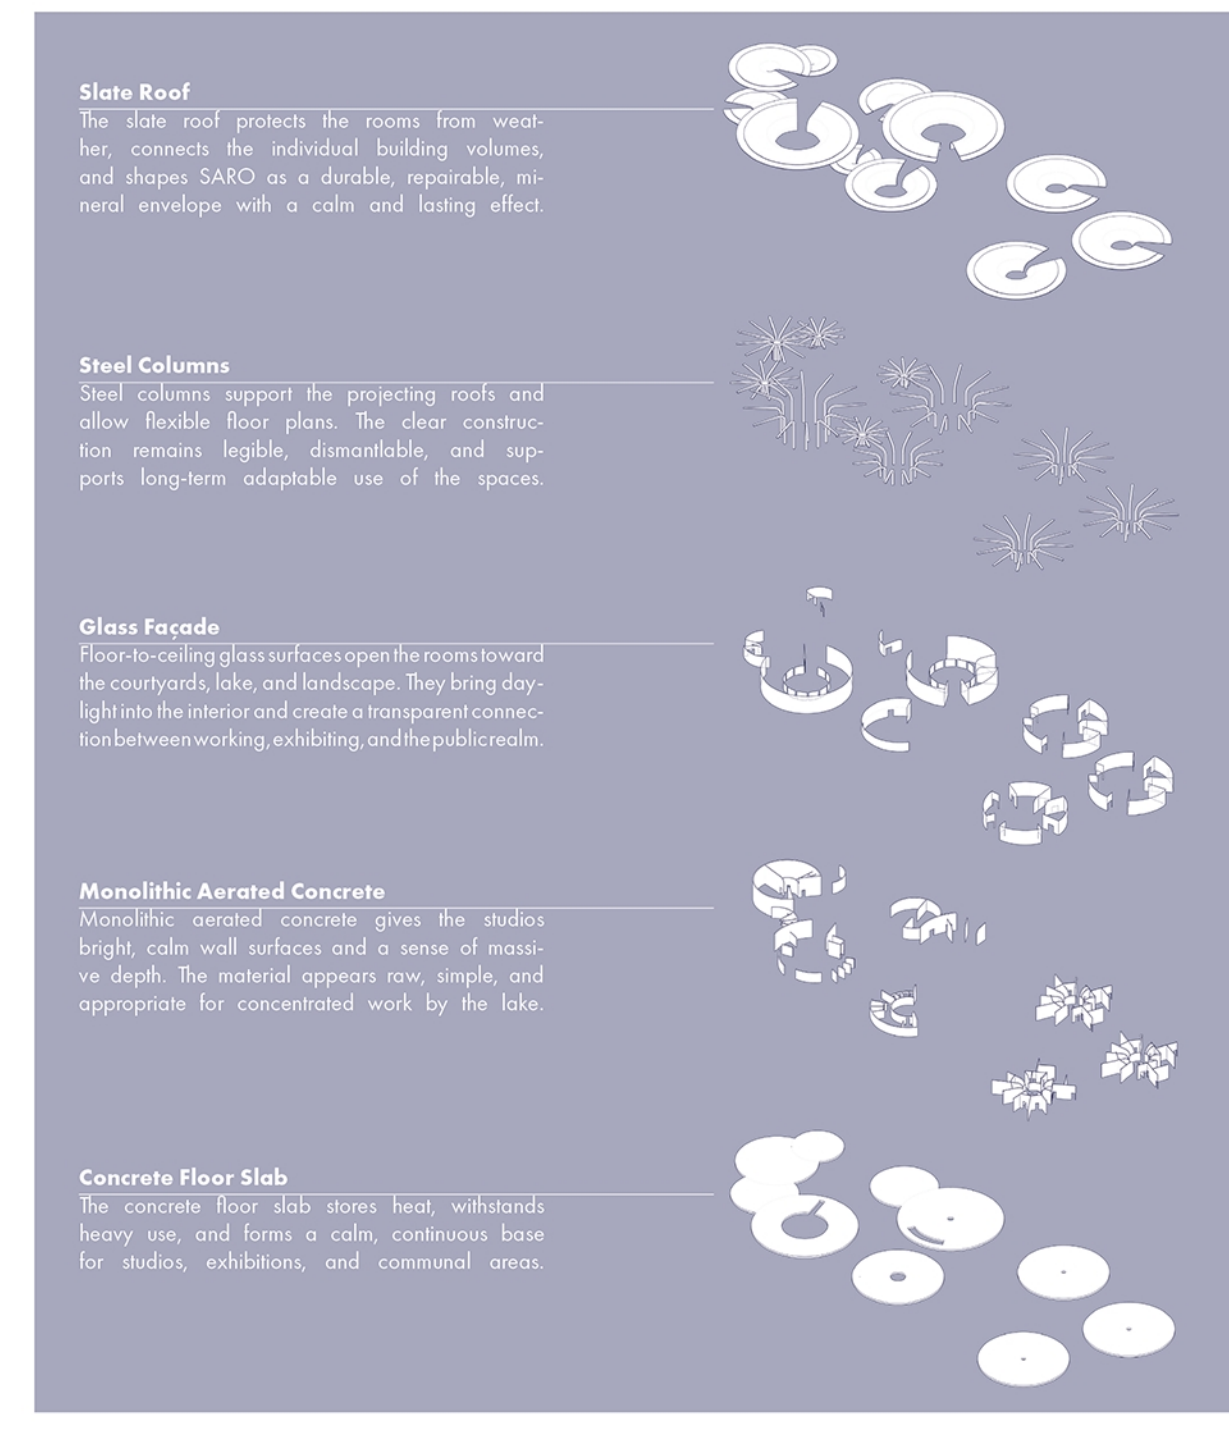 Slate Roof
The slate roof protects the rooms from weat-
her, connects the individual building volumes,
and shapes SARO as a durable, repairable, mi-
neral envelope with a calm and lasting effect.
Steel Columns
Steel columns support the projecting roofs and
allow flexible floor plans. The clear construc-
tion remains legible, dismantlable, and sup-
ports long-term adaptable use of the spaces.
Glass Façade
Floor-to-ceiling glass surfaces open the rooms toward
the courtyards, lake, and landscape. They bring day-
light into the interior and create a transparent connec-
tion between working, exhibiting, and the public realm.
Monolithic Aerated Concrete
Monolithic aerated concrete gives the studios
bright, calm wall surfaces and a sense of massi-
ve depth. The material appears raw, simple, and
appropriate for concentrated work by the lake.
Concrete Floor Slab
The concrete floor slab stores heat, withstands
heavy use, and forms a calm, continuous base
for studios, exhibitions, and communal areas.